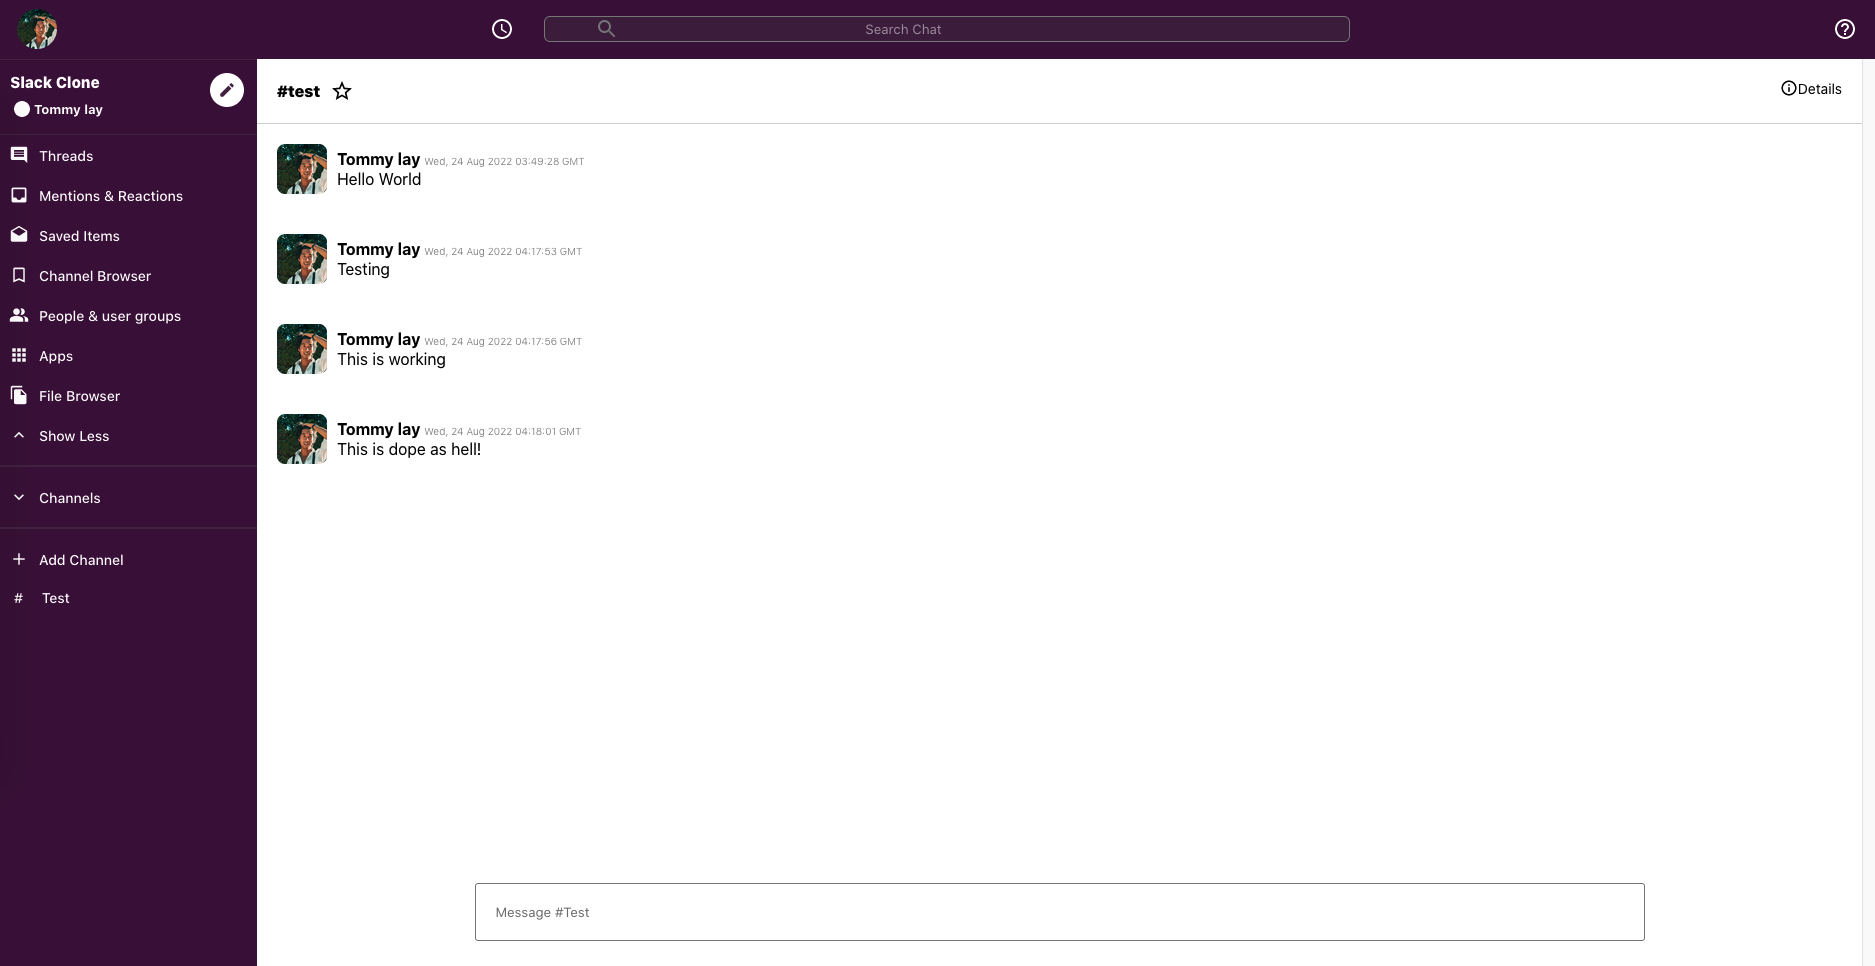 Search Chat
Slack Clone
Tommy lay
Threads
Mentions & Reactions
Saved Items
Channel Browser
People & user groups
Apps
File Browser
Show Less
Channels
Add Channel
# Test
#test
Details
Tommy lay Wed, 24 Aug 2022 03:49:28 GMT
Hello World
Tommy lay Wed, 24 Aug 2022 04:17:53 GMT
Testing
Tommy lay Wed, 24 Aug 2022 04:17:56 GMT
This is working
Tommy lay Wed, 24 Aug 2022 04:18:01 GMT
This is dope as hell!
Message #Test